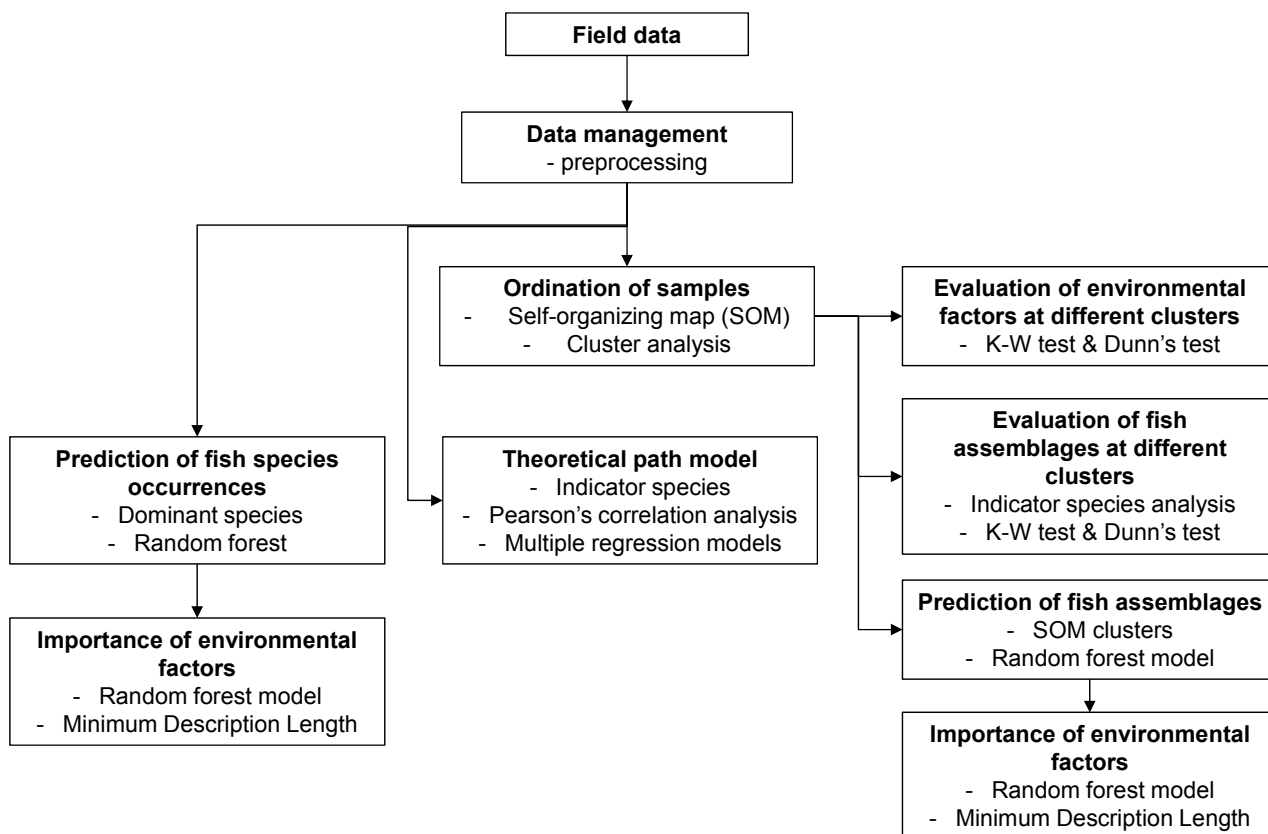 Field data
Data management
- preprocessing
Ordination of samples
- Self-organizing map (SOM)
- Cluster analysis
Evaluation of environmental
factors at different clusters
- K-W test & Dunn's test
Evaluation of fish
assemblages at different
clusters
- Indicator species analysis
- K-W test & Dunn's test
Prediction of fish species
occurrences
- Dominant species
- Random forest
Theoretical path model
- Indicator species
- Pearson's correlation analysis
- Multiple regression models
Prediction of fish assemblages
- SOM clusters
- Random forest model
Importance of environmental
factors
- Random forest model
- Minimum Description Length
Importance of environmental
factors
- Random forest model
- Minimum Description Length